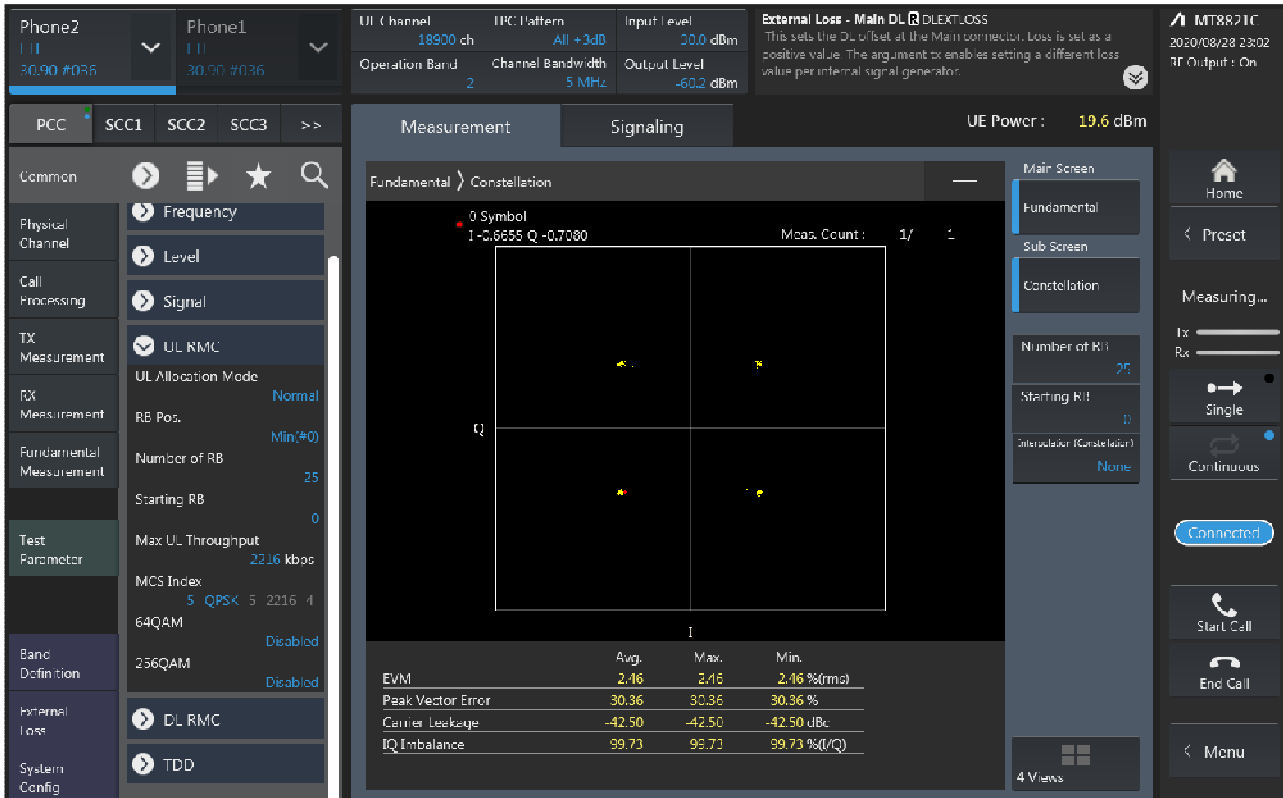 Phone2
30.90 #036
Phone1
30.90 #036
UL Channel
18900 ch
Operation Band
2
TPC Pattern
All +3dB
Channel Bandwidth
5 MHz
Input Level
30.0 dBm
Output Level
-60.2 dBm
External Loss - Main DL R DLEXTLOSS
This sets the DL offset at the Main connector. Loss is set as a
positive value. The argument tx enables setting a different loss
value per internal signal generator.
MT8821C
2020/08/28 23:02
RF Output : On
PCC SCC1 SCC2 SCC3 >>
Measurement
Signaling
UE Power : 19.6 dBm
Common
Physical
Channel
Call
Processing
TX
Measurement
RX
Measurement
Fundamental
Measurement
Test
Parameter
Band
Definition
External
Loss
System
Config
Frequency
Level
Signal
UL RMC
UL Allocation Mode
Normal
RB Pos.
Min(#0)
Number of RB
25
Starting RB
0
Max UL Throughput
2216 kbps
MCS Index
5 QPSK 5 2216 4
64QAM
Disabled
256QAM
Disabled
DL RMC
TDD
Fundamental Constellation
0 Symbol
I -0.6655 Q -0.7080
Meas. Count : 1/ 1
Q
I
Avg. Max. Min.
EVM 2.46 2.46 2.46 %(rms)
Peak Vector Error 30.36 30.36 30.36 %
Carrier Leakage -42.50 -42.50 -42.50 dBc
IQ Imbalance 99.73 99.73 99.73 %(I/Q)
Main Screen
Fundamental
Sub Screen
Constellation
Number of RB
25
Starting RB
0
Interpolation (Constellation)
None
4 Views
Home
Preset
Measuring...
Tx
Rx
Single
Continuous
Connected
Start Call
End Call
Menu